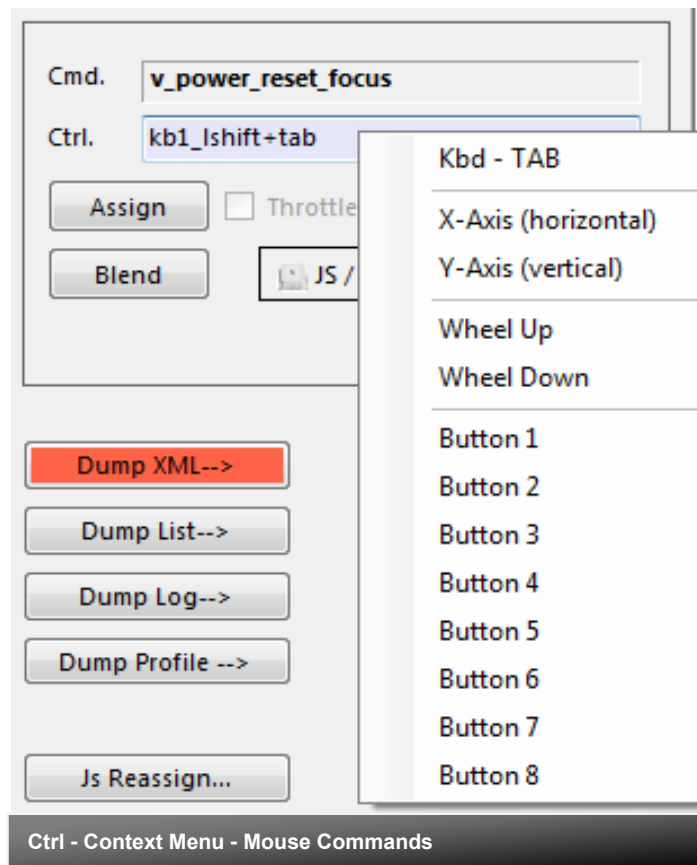 Cmd. v_power_reset_focus
Ctrl. kb1_lshift+tab
Assign Throttle
Blend JS /
Kbd - TAB
X-Axis (horizontal)
Y-Axis (vertical)
Wheel Up
Wheel Down
Button 1
Button 2
Button 3
Button 4
Button 5
Button 6
Button 7
Button 8
Dump XML-->
Dump List-->
Dump Log-->
Dump Profile -->
Js Reassign...
Ctrl - Context Menu - Mouse Commands